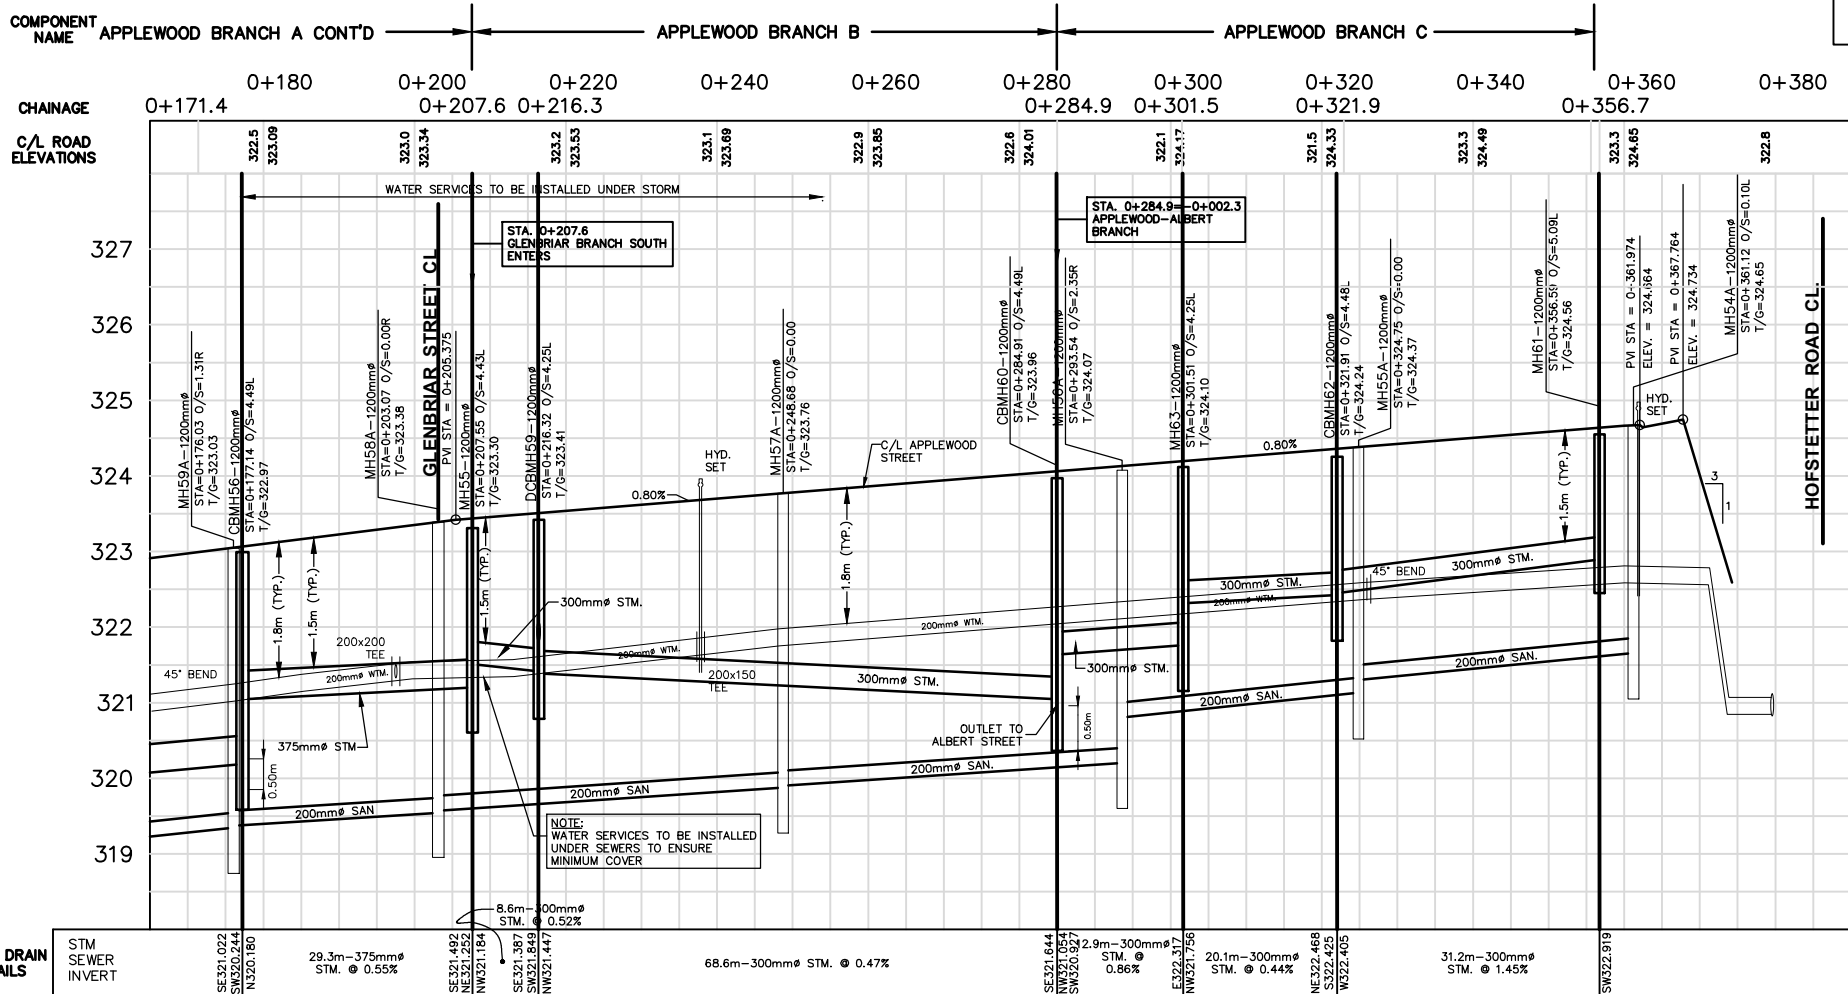 COMPONENT
NAME
APPLEWOOD BRANCH A CONT'D
APPLEWOOD BRANCH B
APPLEWOOD BRANCH C
0+180 0+200 0+220 0+240 0+260 0+280 0+300 0+320 0+340 0+360 0+380
CHAINAGE
0+171.4 0+207.6 0+216.3 0+284.9 0+301.5 0+321.9 0+356.7
C/L ROAD
ELEVATIONS
322.5
323.09
323.0
323.34
323.2
323.53
323.1
323.69
322.9
323.85
322.6
324.01
322.1
324.17
321.5
324.33
323.3
324.49
323.3
324.65
322.8
WATER SERVICES TO BE INSTALLED UNDER STORM
STA. 0+207.6
GLENBRIAR BRANCH SOUTH
ENTERS
STA. 0+284.9=-0+002.3
APPLEWOOD-ALBERT
BRANCH
327
326
325
324
323
322
321
320
319
MH59A-1200mmø
STA=0+176.03 O/S=1.31R
T/G=323.03
CBMH56-1200mmø
STA=0+177.14 O/S=4.49L
T/G=322.97
MH58A-1200mmø
STA=0+203.07 O/S=0.00R
T/G=323.38
GLENBRIAR STREET CL
PVI STA = 0+205.375
MH55-1200mmø
STA=0+207.55 O/S=4.43L
T/G=323.30
DCBMH59-1200mmø
STA=0+216.32 O/S=4.25L
T/G=323.41
MH57A-1200mmø
STA=0+248.68 O/S=0.00
T/G=323.76
CBMH60-1200mmø
STA=0+284.91 O/S=4.49L
T/G=323.96
MH56A-1200mmø
STA=0+293.54 O/S=2.35R
T/G=324.07
MH63-1200mmø
STA=0+301.51 O/S=4.25L
T/G=324.10
CBMH62-1200mmø
STA=0+321.91 O/S=4.48L
T/G=324.24
MH55A-1200mmø
STA=0+324.75 O/S=0.00
T/G=324.37
MH61-1200mmø
STA=0+356.59 O/S=5.09L
T/G=324.56
PVI STA = 0+361.974
ELEV. = 324.664
PVI STA = 0+367.764
ELEV. = 324.734
MH54A-1200mmø
STA=0+361.12 O/S=0.10L
T/G=324.65
HOFSTETTER ROAD CL.
HYD.
SET
C/L APPLEWOOD
STREET
0.80%
0.80%
HYD.
SET
3
1
1.8m (TYP.)
1.5m (TYP.)
1.5m (TYP.)
1.8m (TYP.)
1.5m (TYP.)
300mmø STM.
200x200
TEE
45° BEND
200mmø WTM.
200mmø WTM.
200x150
TEE
300mmø STM.
200mmø WTM.
300mmø STM.
300mmø STM.
200mmø WTM.
45° BEND
300mmø STM.
200mmø SAN.
200mmø SAN.
375mmø STM
0.50m
OUTLET TO
ALBERT STREET
0.50m
200mmø SAN
200mmø SAN
200mmø SAN.
NOTE:
WATER SERVICES TO BE INSTALLED
UNDER SEWERS TO ENSURE
MINIMUM COVER
8.6m-300mmø
STM. @ 0.52%
DRAIN
AILS
STM
SEWER
INVERT
SE321.022
SW320.244
N320.180
29.3m-375mmø
STM. @ 0.55%
SE321.492
NE321.252
NW321.184
SE321.387
SW321.849
NW321.447
68.6m-300mmø STM. @ 0.47%
SE321.644
NW321.054
SW320.927
12.9m-300mmø
STM. @
0.86%
E322.317
NW321.756
20.1m-300mmø
STM. @ 0.44%
NE322.468
S322.425
W322.405
31.2m-300mmø
STM. @ 1.45%
SW322.919